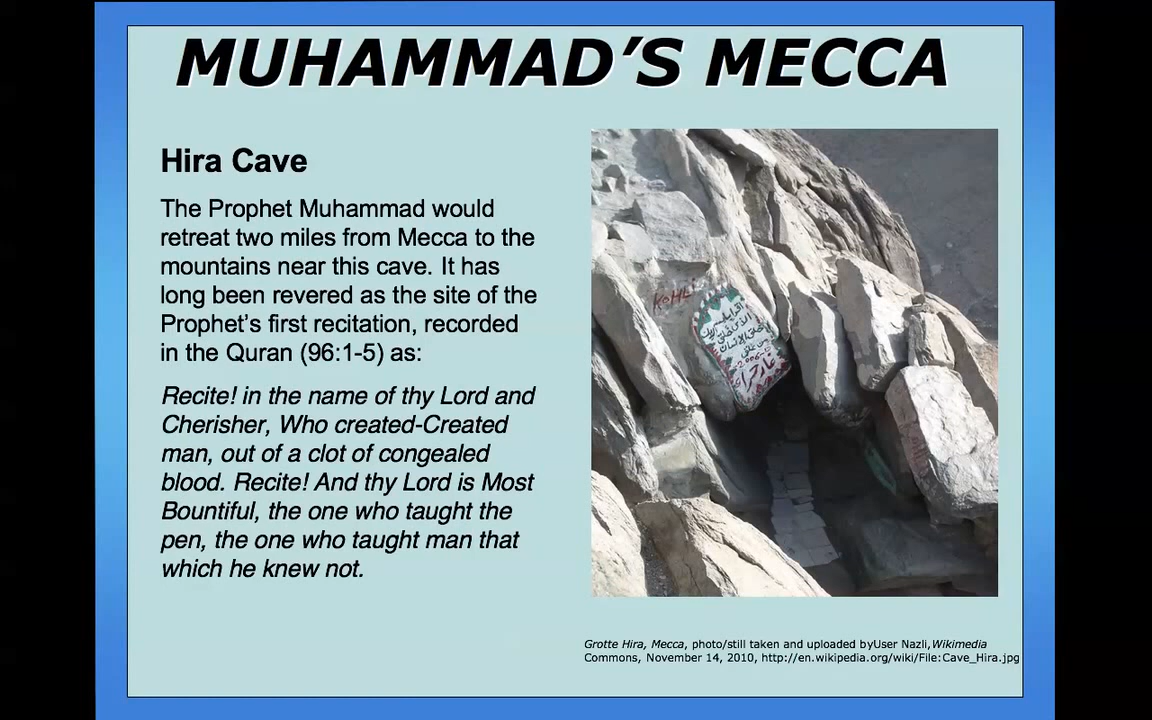 MUHAMMAD’S MECCA
Hira Cave
The Prophet Muhammad would
retreat two miles from Mecca to the
mountains near this cave. It has
long been revered as the site of the
Prophet’s first recitation, recorded
in the Quran (96:1-5) as:
Recite! in the name of thy Lord and
Cherisher, Who created-Created
man, out of a clot of congealed
blood. Recite! And thy Lord is Most
Bountiful, the one who taught the
pen, the one who taught man that
which he knew not.
KOHLI
غار حراء
Grotte Hira, Mecca, photo/still taken and uploaded byUser Nazli,Wikimedia
Commons, November 14, 2010, http://en.wikipedia.org/wiki/File:Cave_Hira.jpg